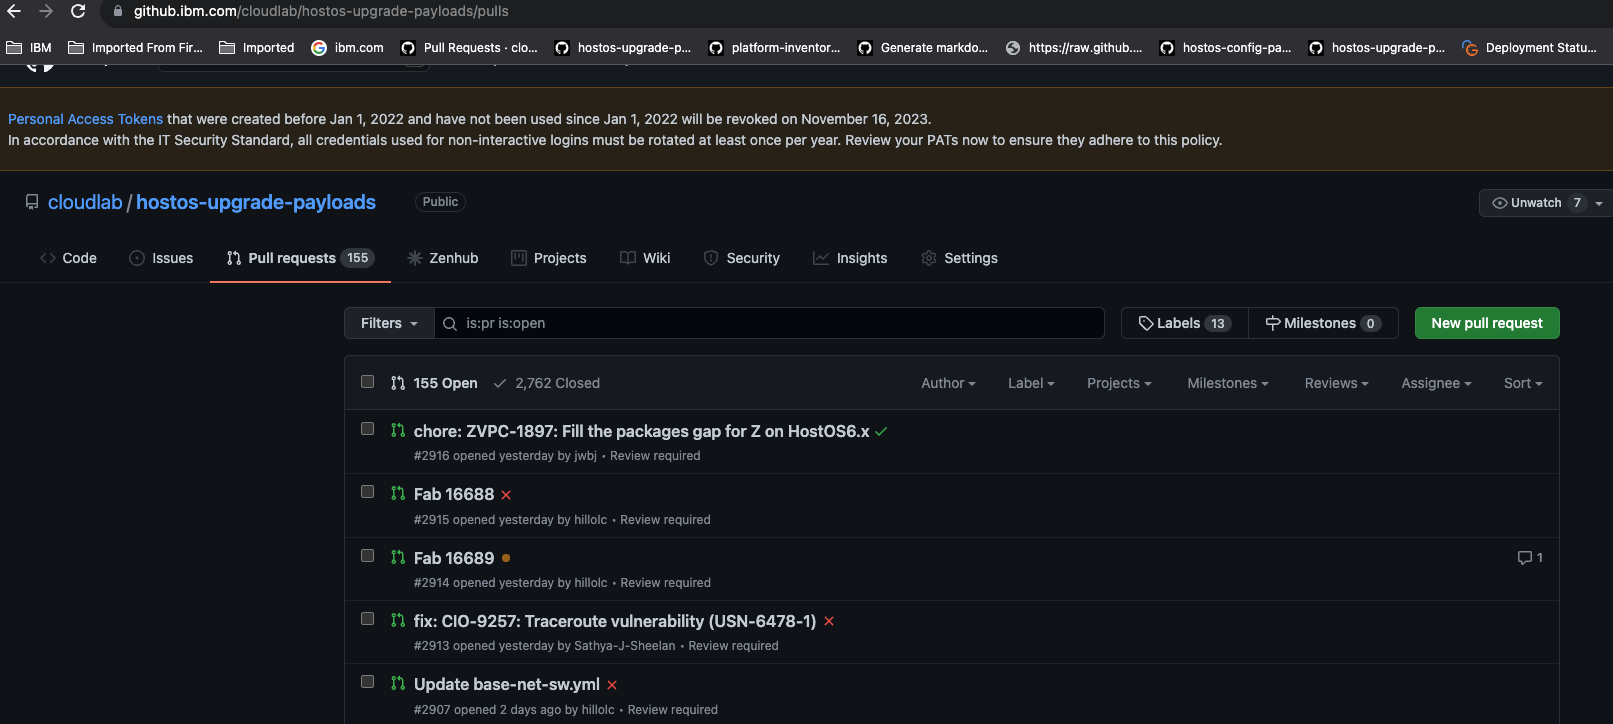 github.ibm.com/cloudlab/hostos-upgrade-payloads/pulls
IBM Imported From Fir... Imported ibm.com Pull Requests · clo... hostos-upgrade-p... platform-inventor... Generate markdo... https://raw.github.... hostos-config-pa... hostos-upgrade-p... Deployment Statu...
Personal Access Tokens that were created before Jan 1, 2022 and have not been used since Jan 1, 2022 will be revoked on November 16, 2023.
In accordance with the IT Security Standard, all credentials used for non-interactive logins must be rotated at least once per year. Review your PATs now to ensure they adhere to this policy.
cloudlab / hostos-upgrade-payloads Public Unwatch 7
Code Issues Pull requests 155 Zenhub Projects Wiki Security Insights Settings
Filters is:pr is:open Labels 13 Milestones 0 New pull request
155 Open 2,762 Closed Author Label Projects Milestones Reviews Assignee Sort
chore: ZVPC-1897: Fill the packages gap for Z on HostOS6.x
#2916 opened yesterday by jwbj • Review required
Fab 16688
#2915 opened yesterday by hillolc • Review required
Fab 16689 1
#2914 opened yesterday by hillolc • Review required
fix: CIO-9257: Traceroute vulnerability (USN-6478-1)
#2913 opened yesterday by Sathya-J-Sheelan • Review required
Update base-net-sw.yml
#2907 opened 2 days ago by hillolc • Review required